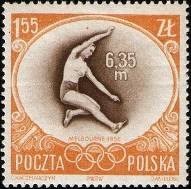 1.55 ZŁ
6,35
m
MELBOURNE 1956
POCZTA POLSKA